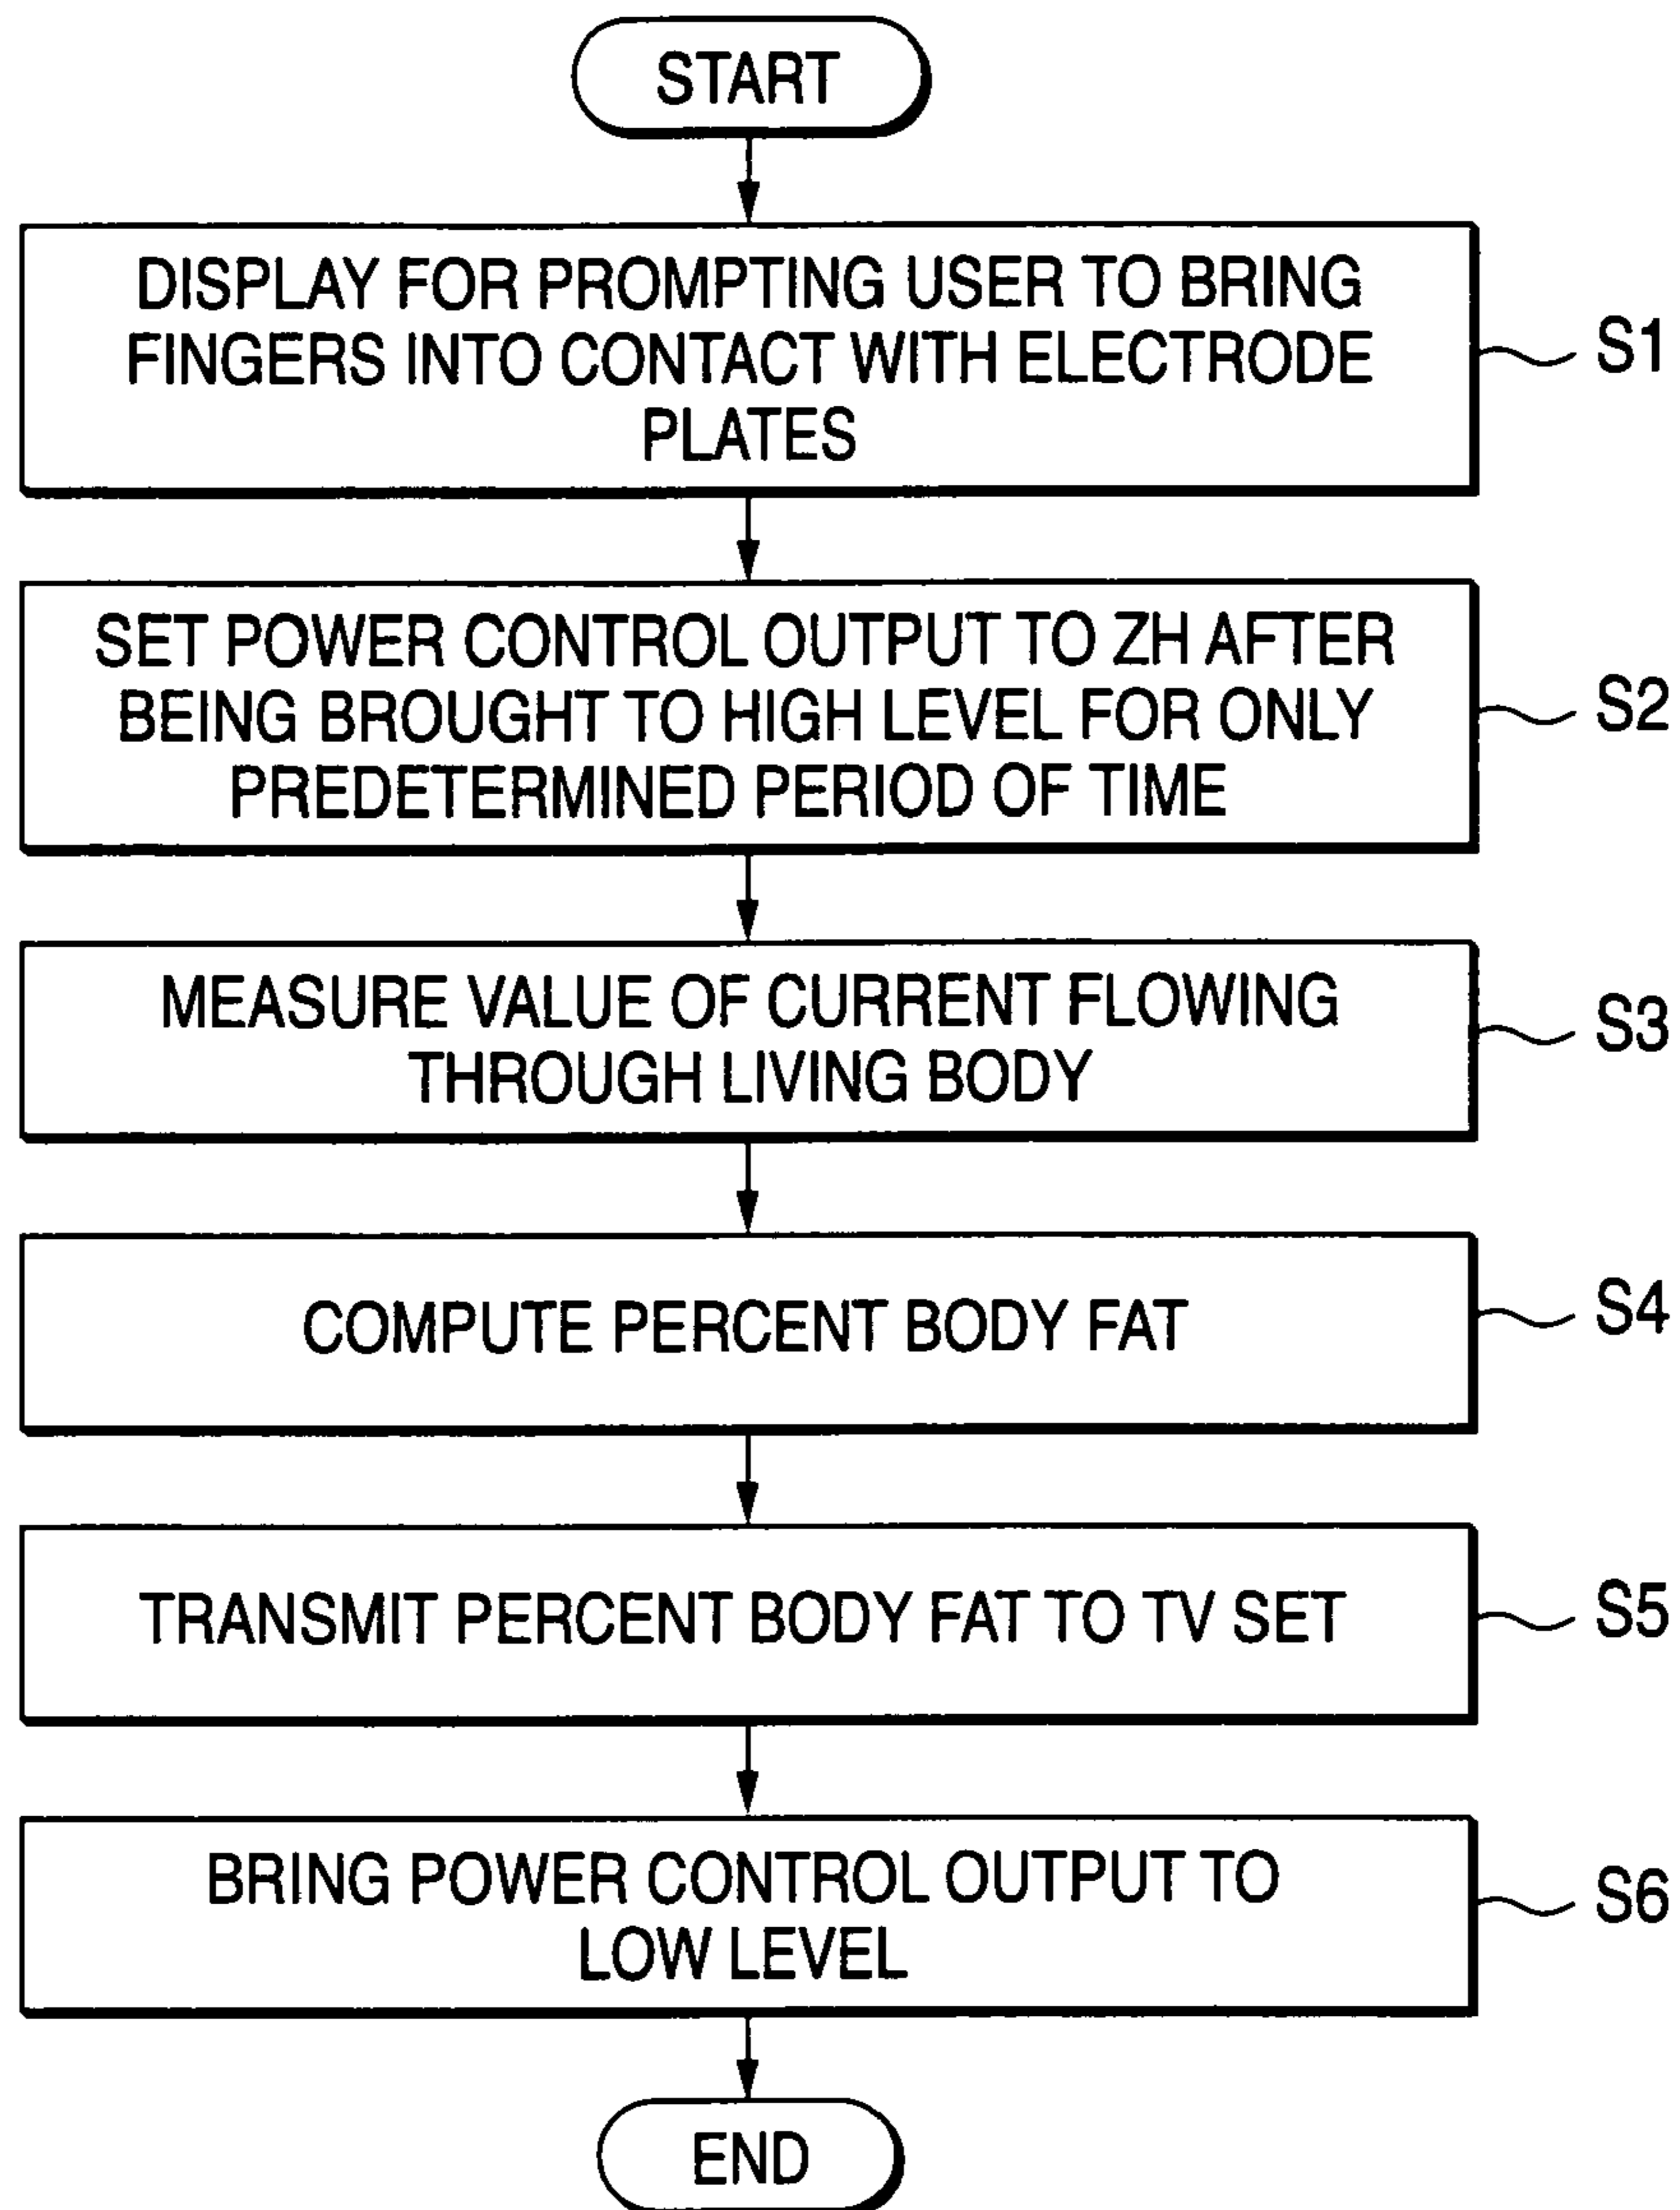 START
DISPLAY FOR PROMPTING USER TO BRING
FINGERS INTO CONTACT WITH ELECTRODE
PLATES
S1
SET POWER CONTROL OUTPUT TO ZH AFTER
BEING BROUGHT TO HIGH LEVEL FOR ONLY
PREDETERMINED PERIOD OF TIME
S2
MEASURE VALUE OF CURRENT FLOWING
THROUGH LIVING BODY
S3
COMPUTE PERCENT BODY FAT
S4
TRANSMIT PERCENT BODY FAT TO TV SET
S5
BRING POWER CONTROL OUTPUT TO
LOW LEVEL
S6
END